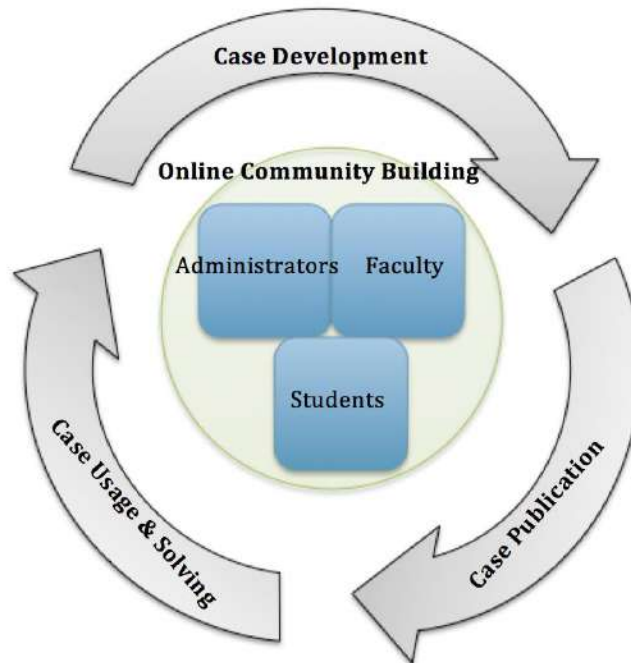 Case Development
Online Community Building
Administrators
Faculty
Students
Case Usage & Solving
Case Publication